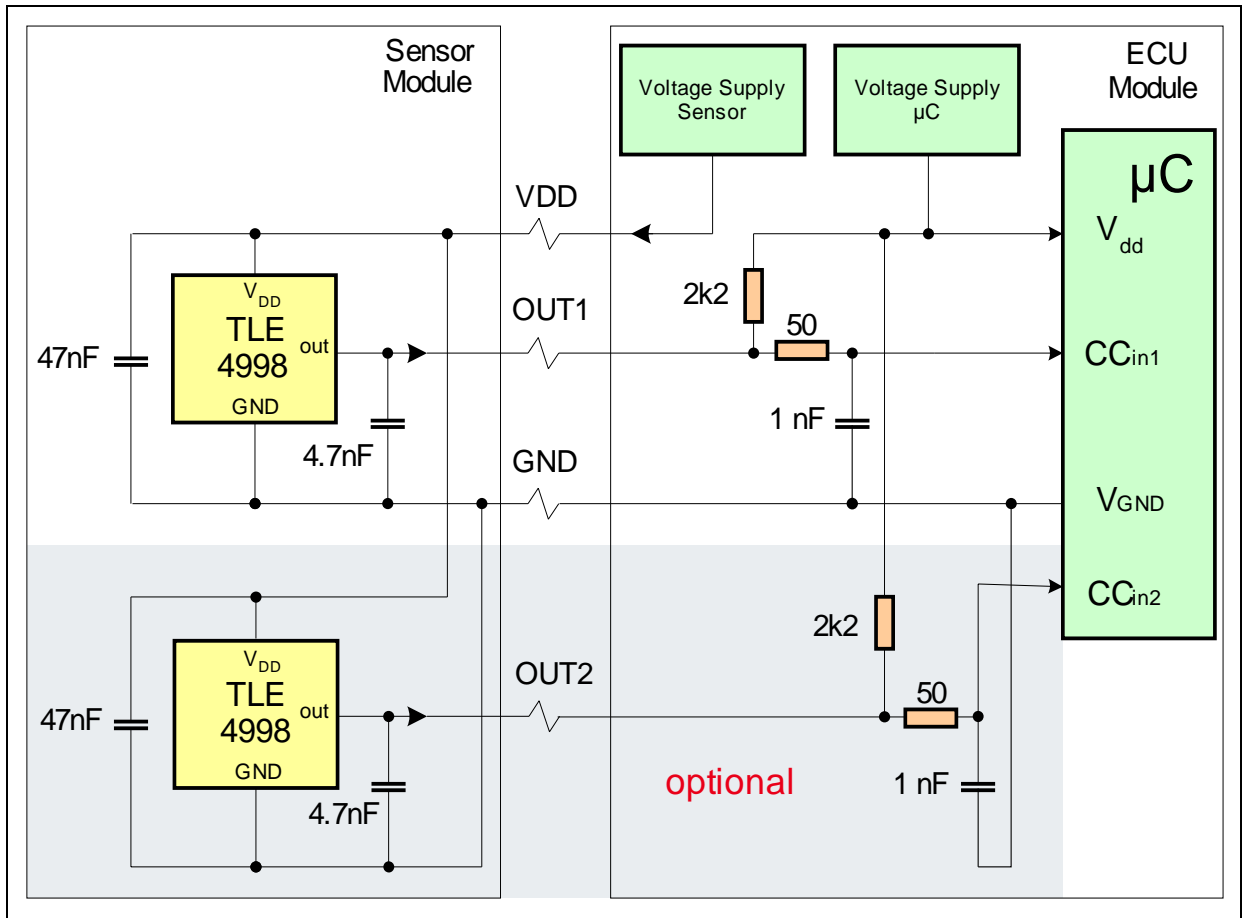 Sensor
Module
ECU
Module
Voltage Supply
Sensor
Voltage Supply
µC
µC
VDD
Vdd
VDD
TLE
4998
out
GND
47nF
4.7nF
OUT1
2k2
50
CCin1
1 nF
GND
VGND
CCin2
2k2
VDD
TLE
4998
out
GND
47nF
4.7nF
OUT2
50
1 nF
optional